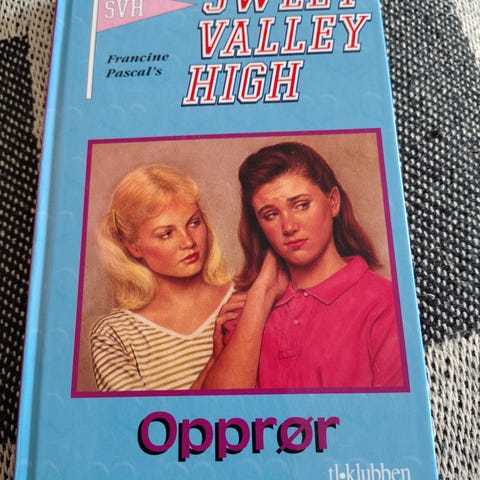 SVH
SWEET
VALLEY
HIGH
Francine
Pascal's
Opprør
tl•klubben